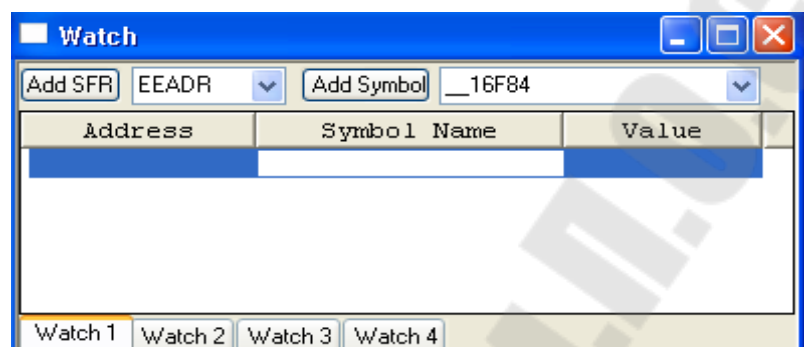 Watch
Add SFR EEADR Add Symbol __16F84
Address Symbol Name Value
Watch 1 Watch 2 Watch 3 Watch 4